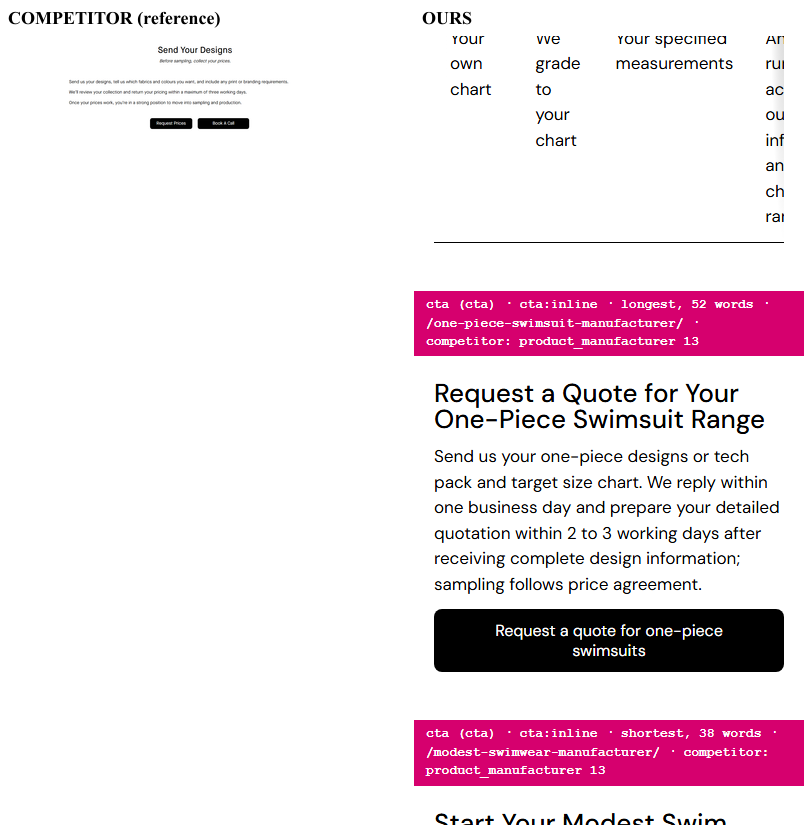 COMPETITOR (reference)
Send Your Designs
Before sampling, collect your prices.
Send us your designs, tell us which fabrics and colours you want, and include any print or branding requirements.
We'll review your collection and return your pricing within a maximum of three working days.
Once your prices work, you're in a strong position to move into sampling and production.
Request Prices
Book A Call
OURS
Your own chart
We grade to your chart
Your specified measurements
cta (cta) · cta:inline · longest, 52 words ·
/one-piece-swimsuit-manufacturer/ ·
competitor: product_manufacturer 13
Request a Quote for Your
One-Piece Swimsuit Range
Send us your one-piece designs or tech
pack and target size chart. We reply within
one business day and prepare your detailed
quotation within 2 to 3 working days after
receiving complete design information;
sampling follows price agreement.
Request a quote for one-piece
swimsuits
cta (cta) · cta:inline · shortest, 38 words ·
/modest-swimwear-manufacturer/ · competitor:
product_manufacturer 13
Start Your Modest Swim